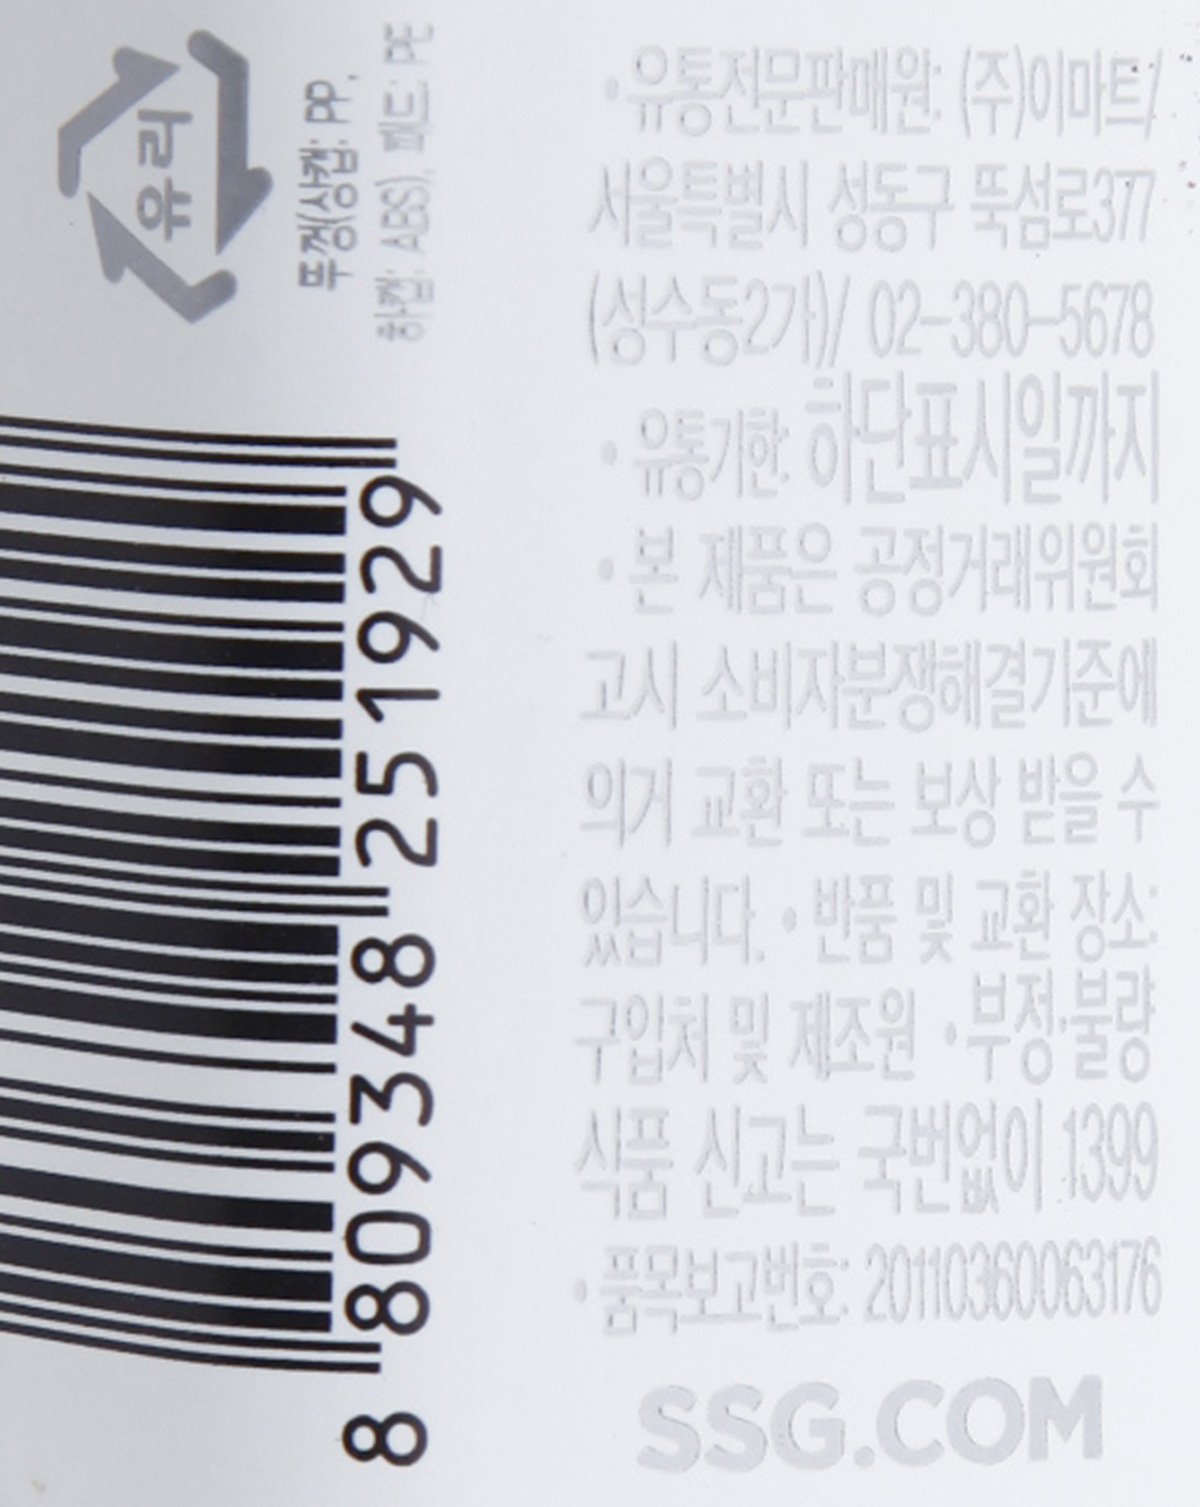 유리
뚜껑(상캡: PP,
하캡: ABS), 패드: PE
8 809348 251929
• 유통전문판매원: (주)이마트/
서울특별시 성동구 뚝섬로377
(성수동2가)/ 02-380-5678
• 유통기한: 하단표시일까지
• 본 제품은 공정거래위원회
고시 소비자분쟁해결기준에
의거 교환 또는 보상 받을 수
있습니다. • 반품 및 교환 장소:
구입처 및 제조원 • 부정·불량
식품 신고는 국번없이 1399
• 품목보고번호: 20110360063176
SSG.COM